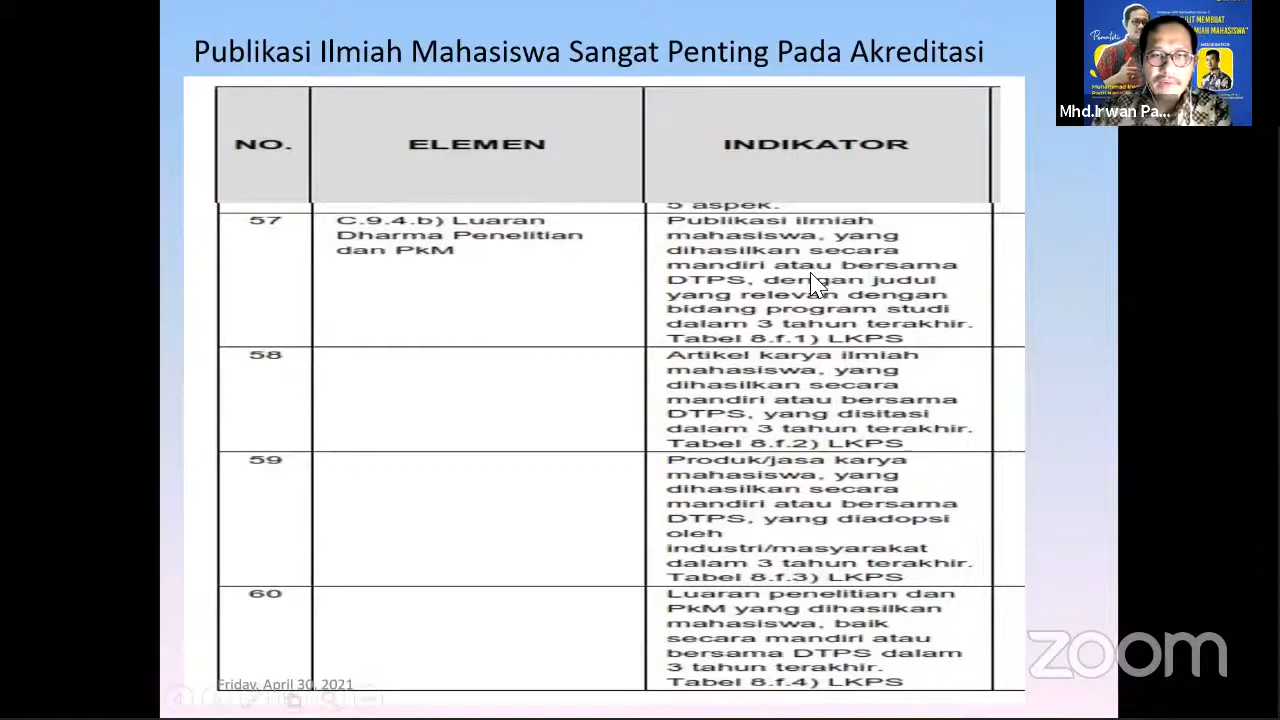 Publikasi Ilmiah Mahasiswa Sangat Penting Pada Akreditasi
NO.
ELEMEN
INDIKATOR
5 aspek.
57
C.9.4.b) Luaran
Dharma Penelitian
dan PkM
Publikasi ilmiah
mahasiswa, yang
dihasilkan secara
mandiri atau bersama
DTPS, dengan judul
yang relevan dengan
bidang program studi
dalam 3 tahun terakhir.
Tabel 8.f.1) LKPS
58
Artikel karya ilmiah
mahasiswa, yang
dihasilkan secara
mandiri atau bersama
DTPS, yang disitasi
dalam 3 tahun terakhir.
Tabel 8.f.2) LKPS
59
Produk/jasa karya
mahasiswa, yang
dihasilkan secara
mandiri atau bersama
DTPS, yang diadopsi
oleh
industri/masyarakat
dalam 3 tahun terakhir.
Tabel 8.f.3) LKPS
60
Luaran penelitian dan
PkM yang dihasilkan
mahasiswa, baik
secara mandiri atau
bersama DTPS dalam
3 tahun terakhir.
Tabel 8.f.4) LKPS
Friday, April 30, 2021
MEMBUAT
MAHASISWA"
MODERATOR
Muhammad
Mhd.Irwan Pa...
zoom